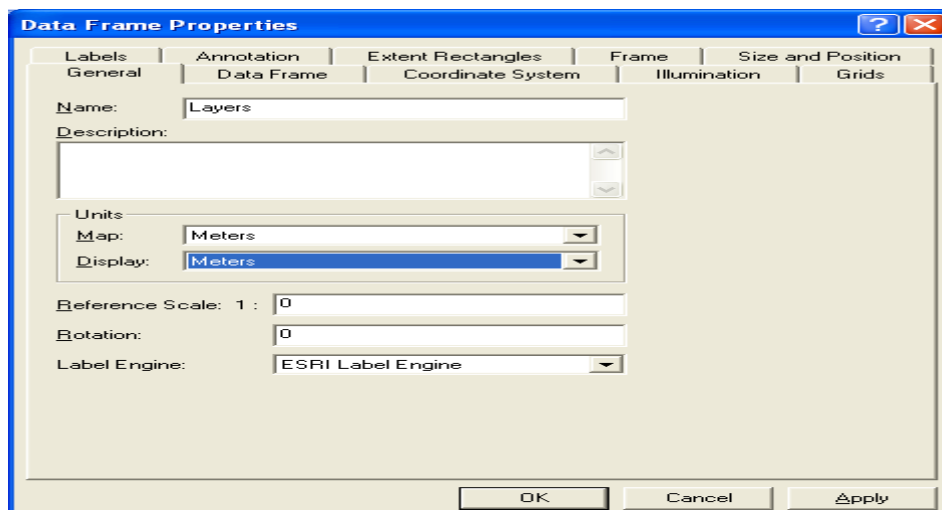 Data Frame Properties
Labels Annotation Extent Rectangles Frame Size and Position
General Data Frame Coordinate System Illumination Grids
Name: Layers
Description:
Units
Map: Meters
Display: Meters
Reference Scale: 1 : 0
Rotation: 0
Label Engine: ESRI Label Engine
OK Cancel Apply